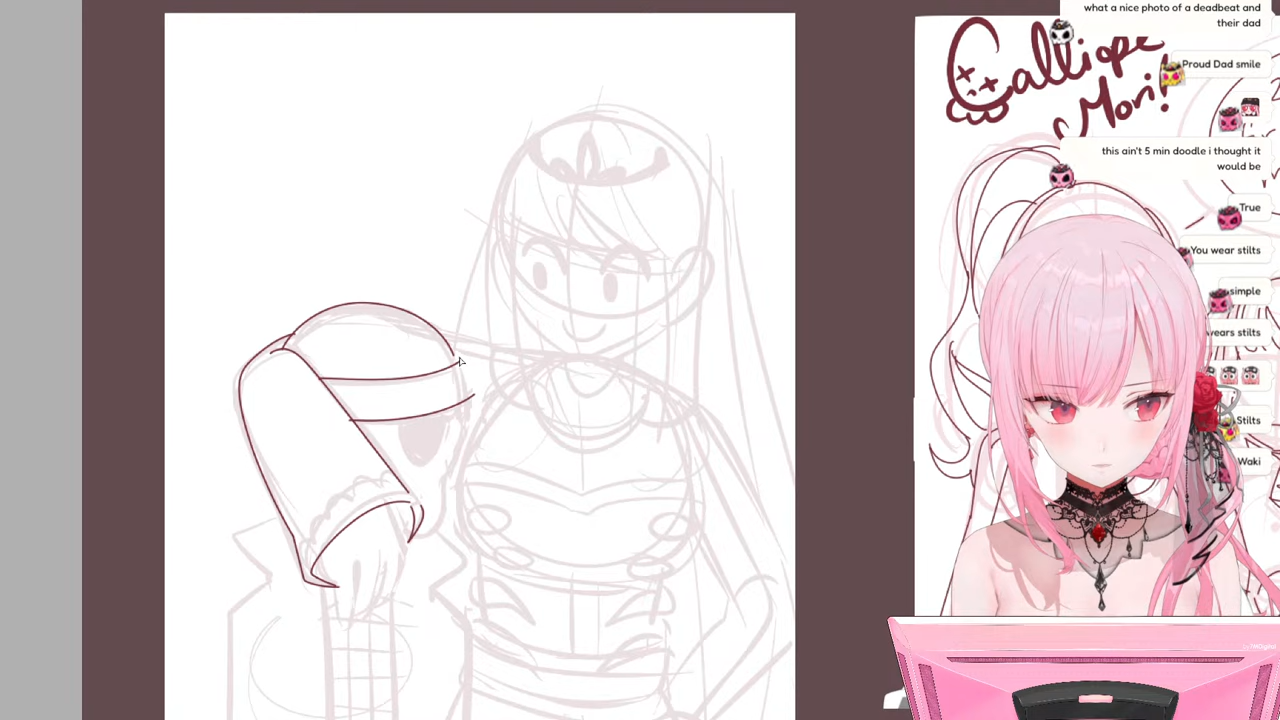 what a nice photo of a deadbeat and
their dad
Calliope
Mori!
Proud Dad smile
this ain't 5 min doodle i thought it
would be
True
You wear stilts
simple
wears stilts
Stilts
Waki